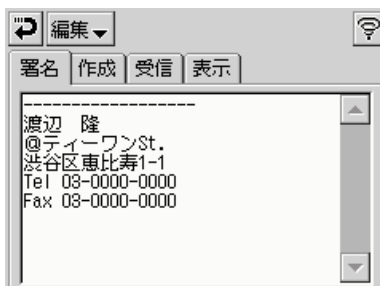 編集
署名 作成 受信 表示
------------------
渡辺　隆
@ティーワンSt.
渋谷区恵比寿1-1
Tel 03-0000-0000
Fax 03-0000-0000